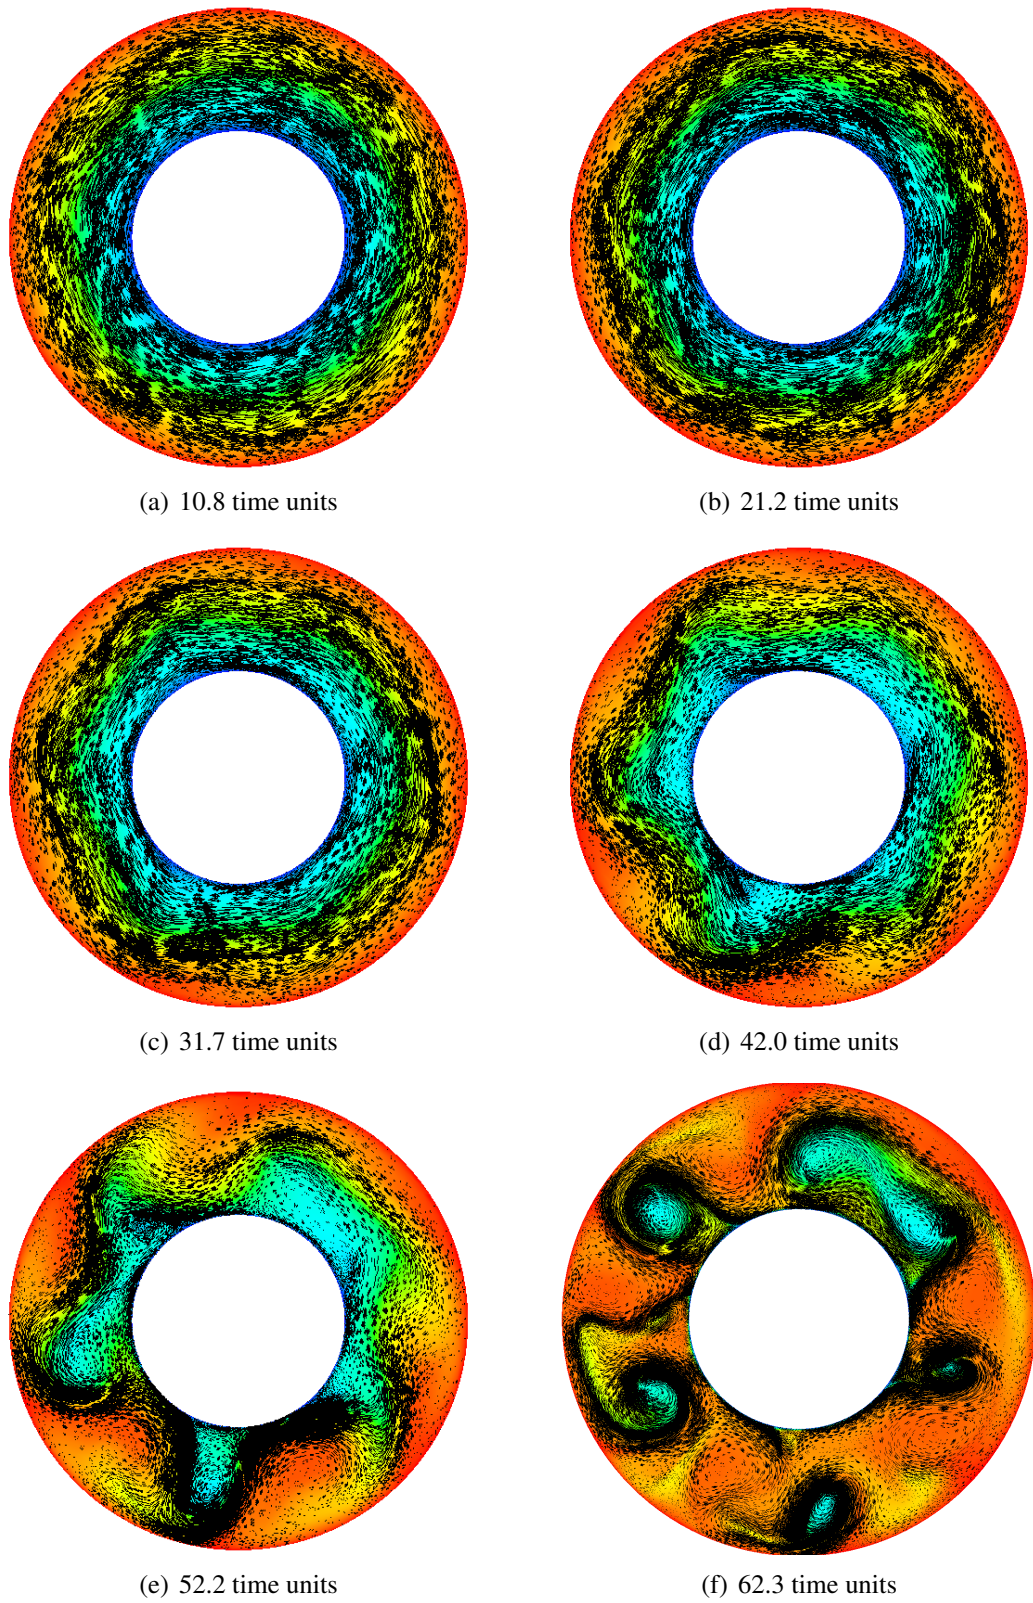 (a) 10.8 time units
(b) 21.2 time units
(c) 31.7 time units
(d) 42.0 time units
(e) 52.2 time units
(f) 62.3 time units